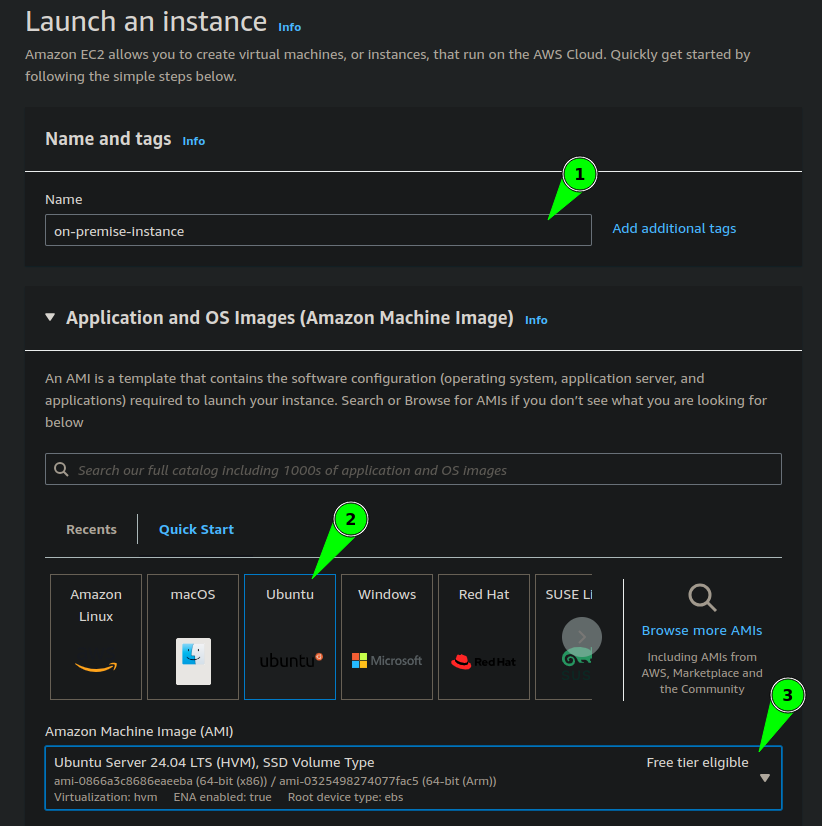 Launch an instance Info
Amazon EC2 allows you to create virtual machines, or instances, that run on the AWS Cloud. Quickly get started by
following the simple steps below.
Name and tags Info
1
Name
on-premise-instance
Add additional tags
Application and OS Images (Amazon Machine Image) Info
An AMI is a template that contains the software configuration (operating system, application server, and
applications) required to launch your instance. Search or Browse for AMIs if you don’t see what you are looking for
below
Search our full catalog including 1000s of application and OS images
2
Recents
Quick Start
Amazon
Linux
macOS
Ubuntu
ubuntu
Windows
Microsoft
Red Hat
Red Hat
SUSE Li
Browse more AMIs
Including AMIs from
AWS, Marketplace and
the Community
3
Amazon Machine Image (AMI)
Ubuntu Server 24.04 LTS (HVM), SSD Volume Type
Free tier eligible
ami-0866a3c8686eaeeba (64-bit (x86)) / ami-0325498274077fac5 (64-bit (Arm))
Virtualization: hvm ENA enabled: true Root device type: ebs